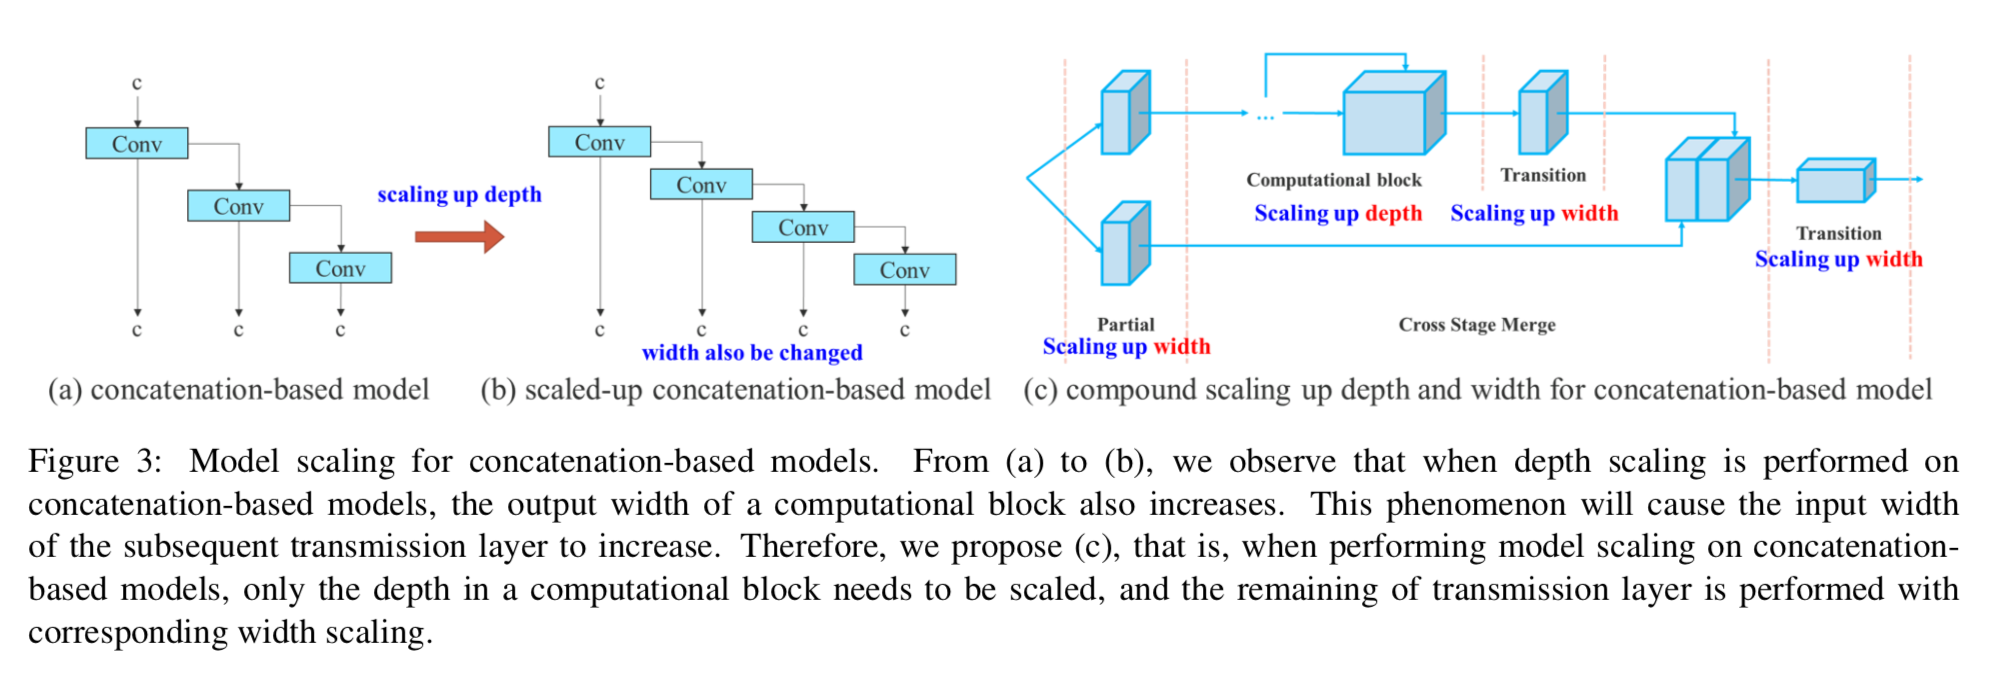 c
Conv
Conv
Conv
c c c
(a) concatenation-based model
scaling up depth
c
Conv
Conv
Conv
Conv
c c c c
width also be changed
(b) scaled-up concatenation-based model
...
Computational block
Scaling up depth
Transition
Scaling up width
Transition
Scaling up width
Partial
Scaling up width
Cross Stage Merge
(c) compound scaling up depth and width for concatenation-based model
Figure 3: Model scaling for concatenation-based models. From (a) to (b), we observe that when depth scaling is performed on
concatenation-based models, the output width of a computational block also increases. This phenomenon will cause the input width
of the subsequent transmission layer to increase. Therefore, we propose (c), that is, when performing model scaling on concatenation-
based models, only the depth in a computational block needs to be scaled, and the remaining of transmission layer is performed with
corresponding width scaling.